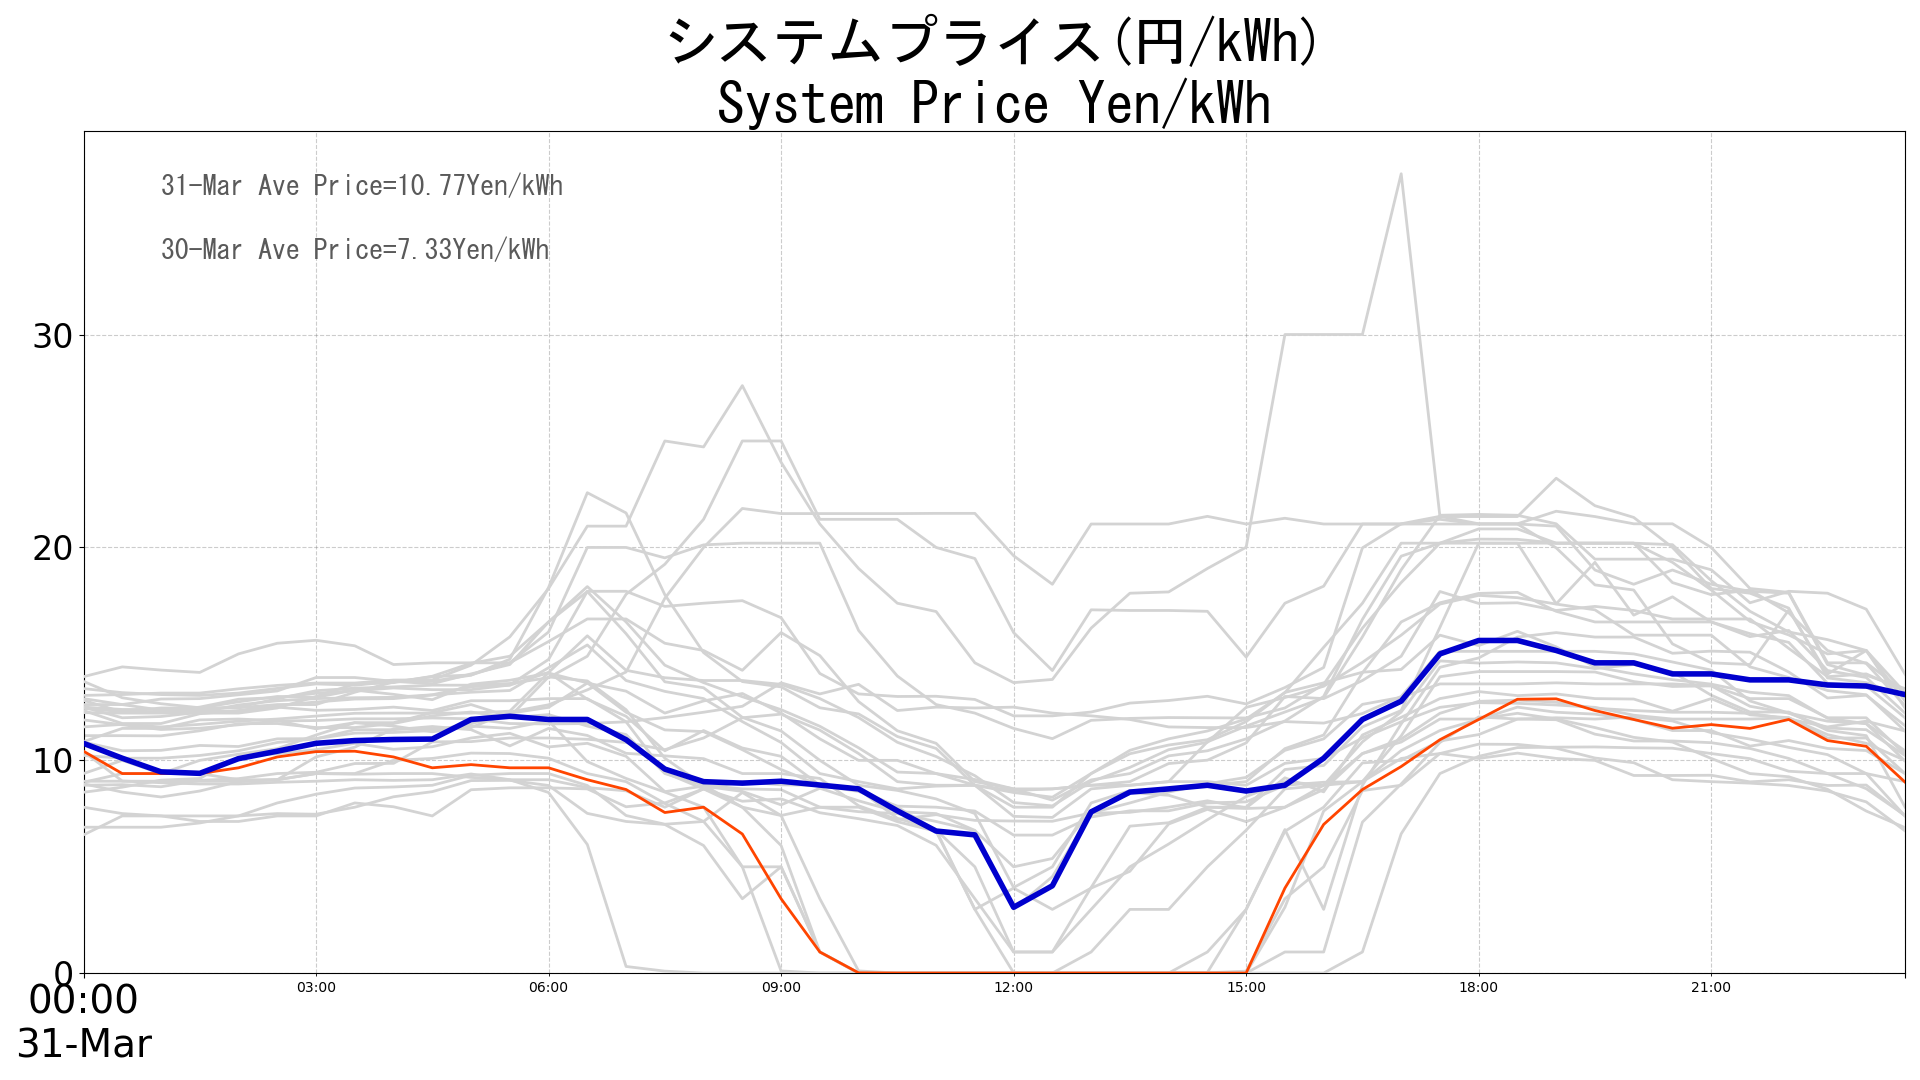 システムプライス(円/kWh)
System Price Yen/kWh
31-Mar Ave Price=10.77Yen/kWh
30-Mar Ave Price=7.33Yen/kWh
30
20
10
0
00:00
03:00
06:00
09:00
12:00
15:00
18:00
21:00
31-Mar